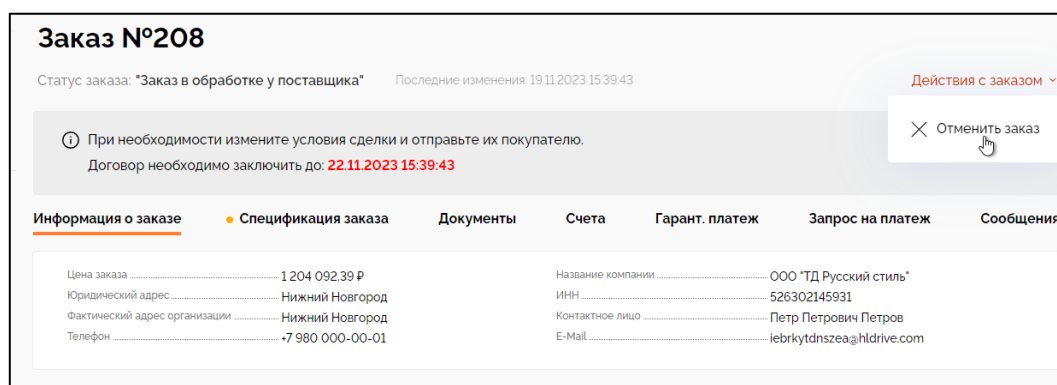 Заказ №208
Статус заказа: "Заказ в обработке у поставщика" Последние изменения: 19.11.2023 15:39:43 Действия с заказом
Отменить заказ
При необходимости измените условия сделки и отправьте их покупателю.
Договор необходимо заключить до: 22.11.2023 15:39:43
Информация о заказе Спецификация заказа Документы Счета Гарант. платеж Запрос на платеж Сообщения
Цена заказа 1 204 092.39 ₽ Название компании ООО "ТД Русский стиль"
Юридический адрес Нижний Новгород ИНН 526302145931
Фактический адрес организации Нижний Новгород Контактное лицо Петр Петрович Петров
Телефон +7 980 000-00-01 E-Mail iebrkytdnszea@hldrive.com